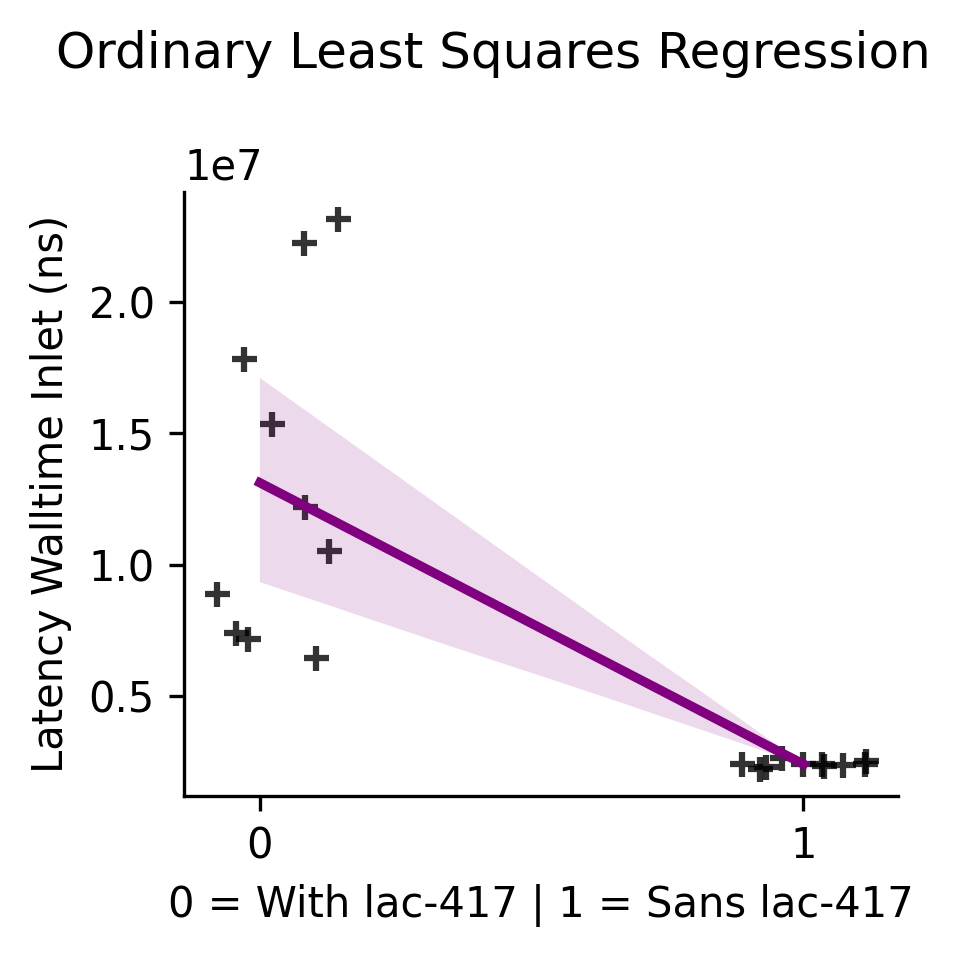 Ordinary Least Squares Regression
1e7
Latency Walltime Inlet (ns)
2.0
1.5
1.0
0.5
0 1
0 = With lac-417 | 1 = Sans lac-417